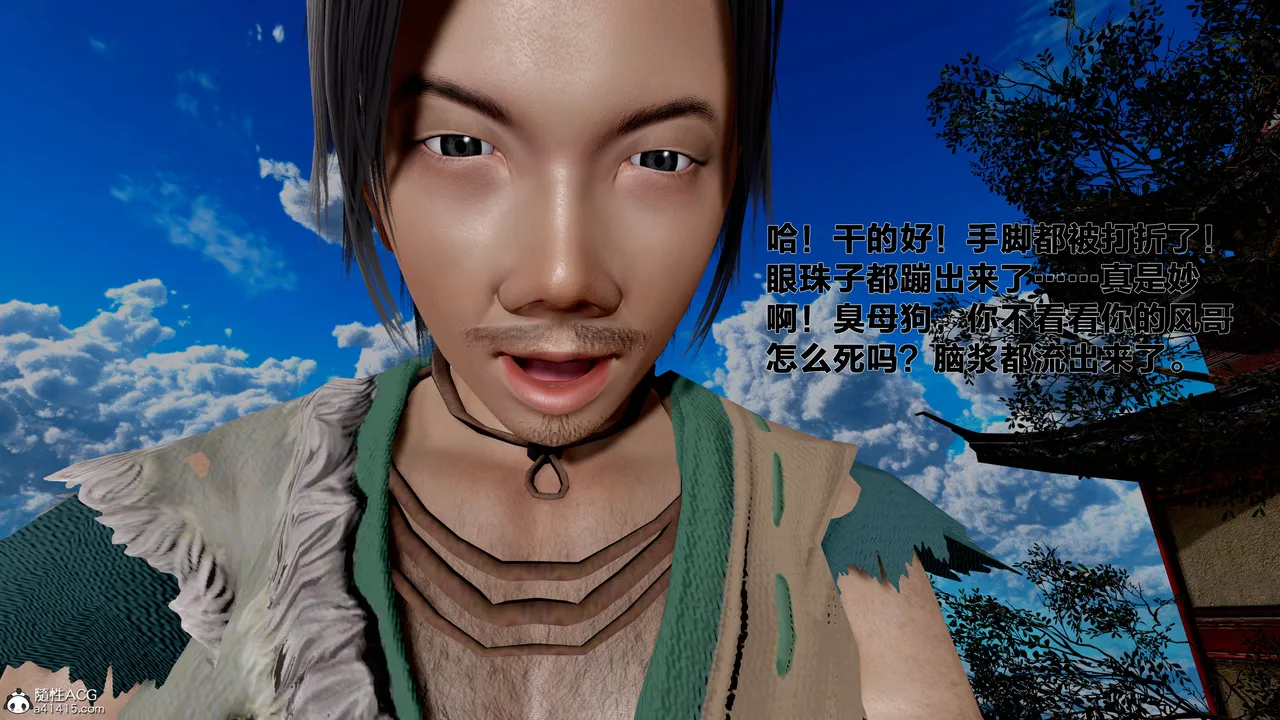 哈！干的好！手脚都被打折了！
眼珠子都蹦出来了……真是妙
啊！臭母狗，你不看看你的风哥
怎么死吗？脑浆都流出来了。
隨性ACG
a41415.com